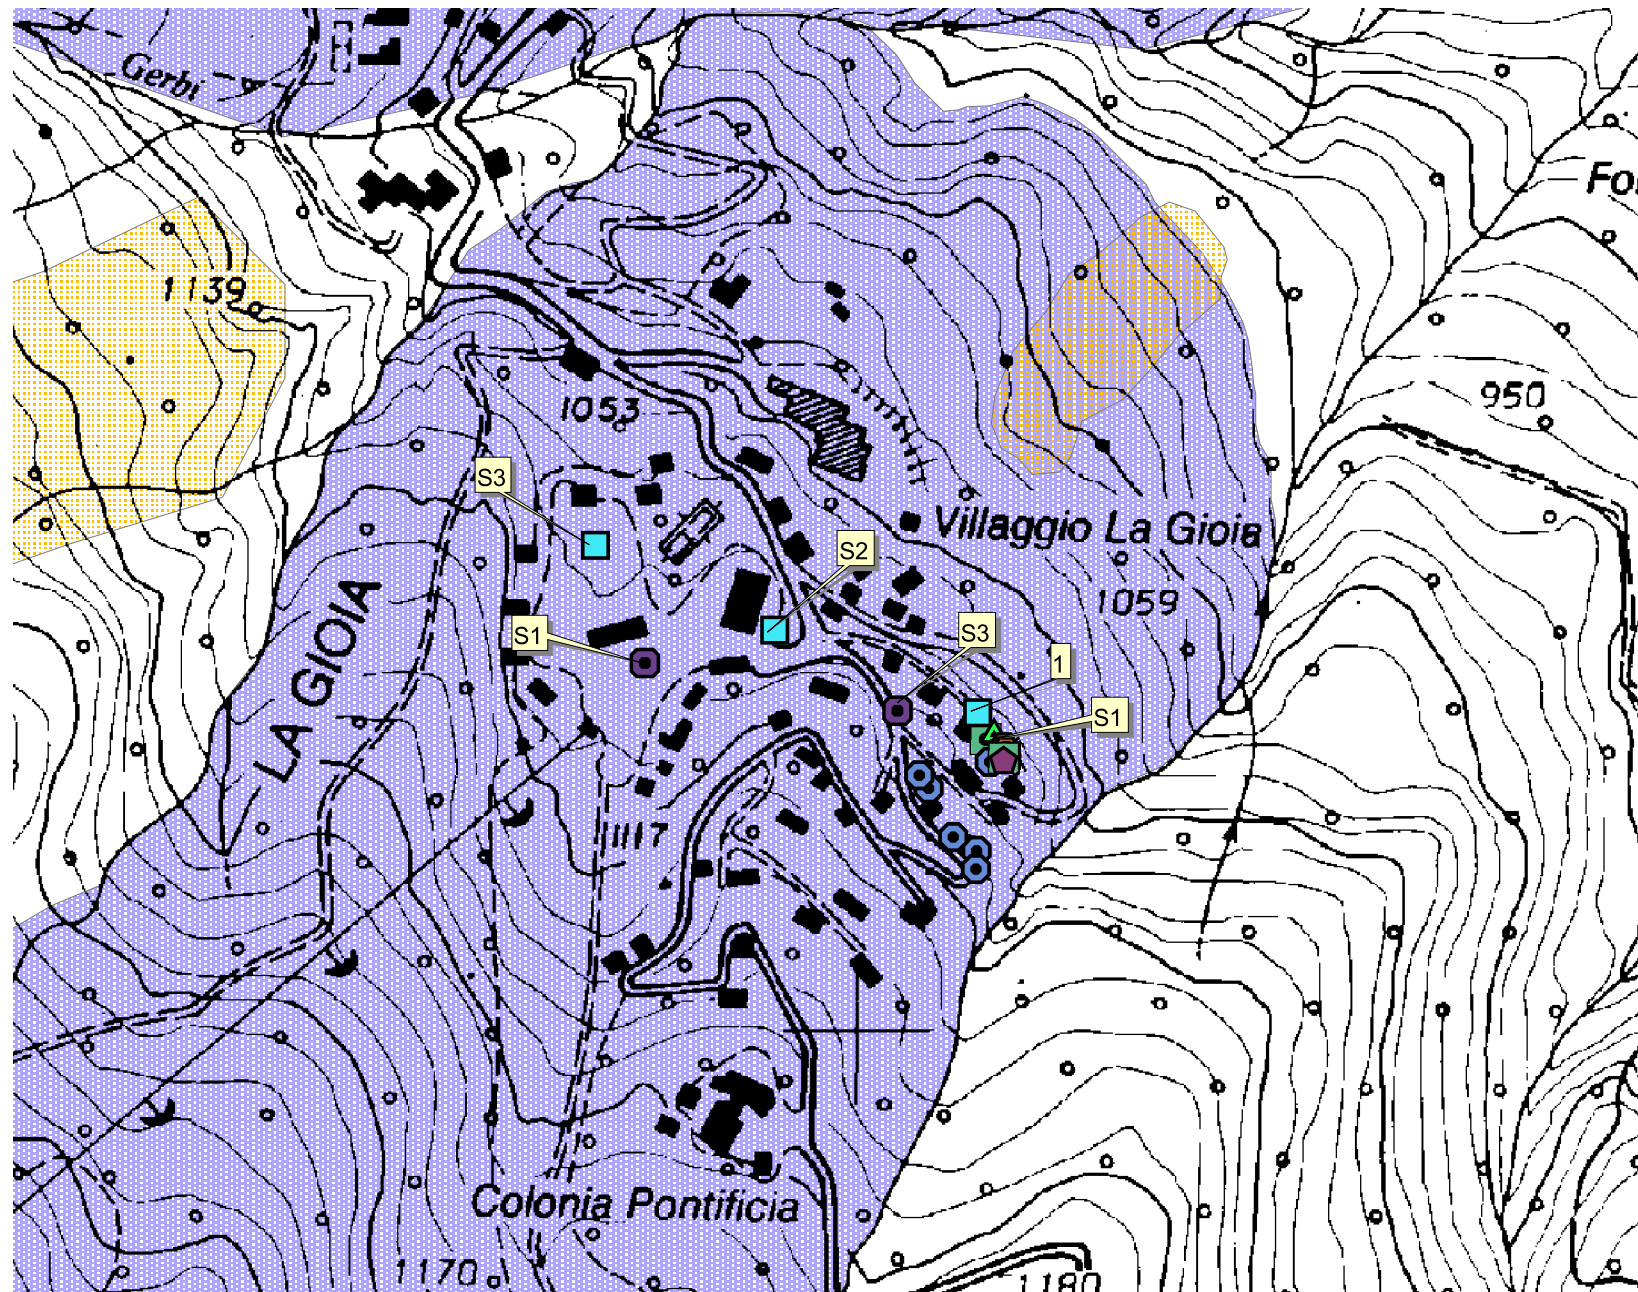 Gerbi
1139
Fo
1053
950
S3
Villaggio La Gioia
S2
1059
LA GIOIA
S1
S3
1
S1
1117
Colonia Pontificia
1170
1180